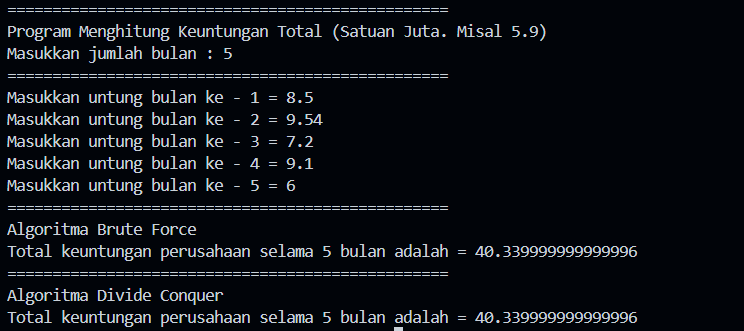 =================================================
Program Menghitung Keuntungan Total (Satuan Juta. Misal 5.9)
Masukkan jumlah bulan : 5
=================================================
Masukkan untung bulan ke - 1 = 8.5
Masukkan untung bulan ke - 2 = 9.54
Masukkan untung bulan ke - 3 = 7.2
Masukkan untung bulan ke - 4 = 9.1
Masukkan untung bulan ke - 5 = 6
=================================================
Algoritma Brute Force
Total keuntungan perusahaan selama 5 bulan adalah = 40.339999999999996
=================================================
Algoritma Divide Conquer
Total keuntungan perusahaan selama 5 bulan adalah = 40.339999999999996